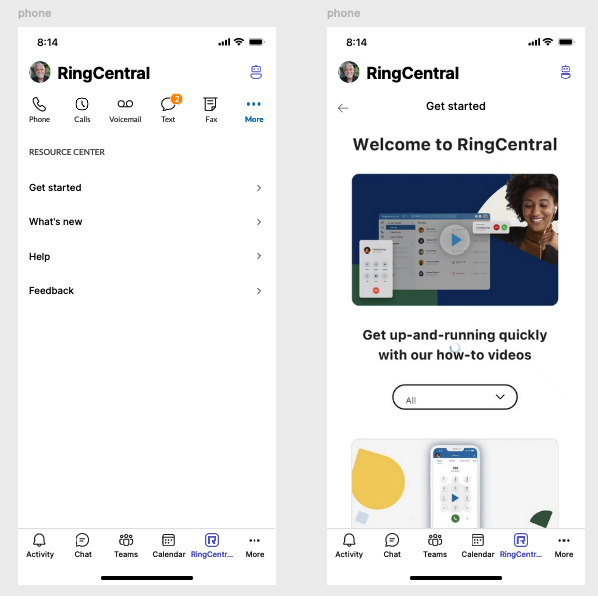 phone
8:14
RingCentral
2
Phone
Calls
Voicemail
Text
Fax
More
RESOURCE CENTER
Get started
What's new
Help
Feedback
Activity
Chat
Teams
Calendar
RingCentr...
More
phone
8:14
RingCentral
Get started
Welcome to RingCentral
Get up-and-running quickly
with our how-to videos
All
Activity
Chat
Teams
Calendar
RingCentr...
More